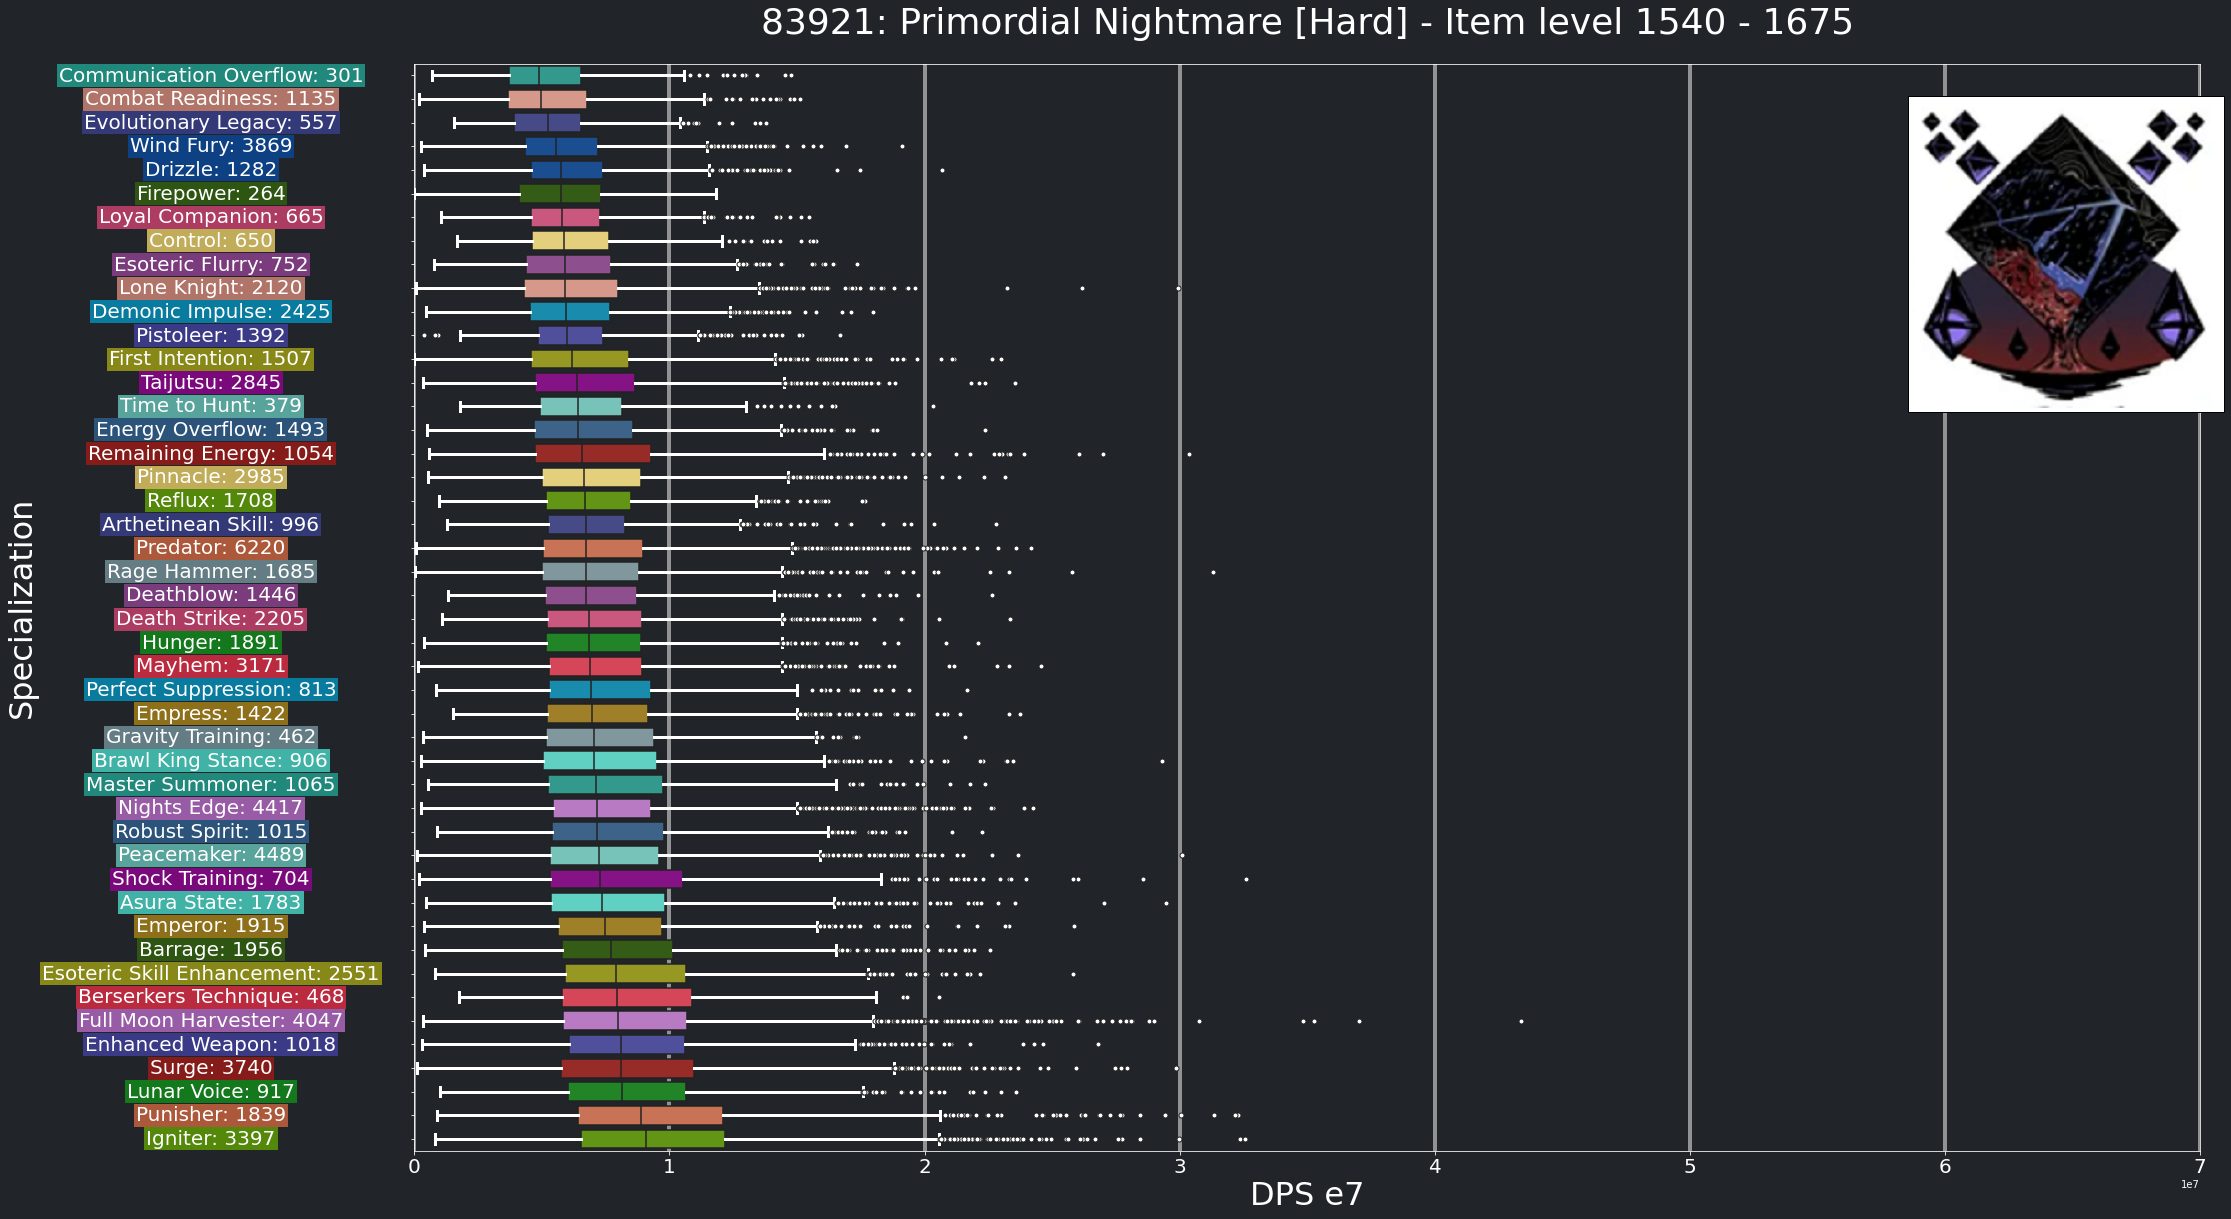 83921: Primordial Nightmare [Hard] - Item level 1540 - 1675
Specialization
Communication Overflow: 301
Combat Readiness: 1135
Evolutionary Legacy: 557
Wind Fury: 3869
Drizzle: 1282
Firepower: 264
Loyal Companion: 665
Control: 650
Esoteric Flurry: 752
Lone Knight: 2120
Demonic Impulse: 2425
Pistoleer: 1392
First Intention: 1507
Taijutsu: 2845
Time to Hunt: 379
Energy Overflow: 1493
Remaining Energy: 1054
Pinnacle: 2985
Reflux: 1708
Arthetinean Skill: 996
Predator: 6220
Rage Hammer: 1685
Deathblow: 1446
Death Strike: 2205
Hunger: 1891
Mayhem: 3171
Perfect Suppression: 813
Empress: 1422
Gravity Training: 462
Brawl King Stance: 906
Master Summoner: 1065
Nights Edge: 4417
Robust Spirit: 1015
Peacemaker: 4489
Shock Training: 704
Asura State: 1783
Emperor: 1915
Barrage: 1956
Esoteric Skill Enhancement: 2551
Berserkers Technique: 468
Full Moon Harvester: 4047
Enhanced Weapon: 1018
Surge: 3740
Lunar Voice: 917
Punisher: 1839
Igniter: 3397
0 1 2 3 4 5 6 7
1e7
DPS e7